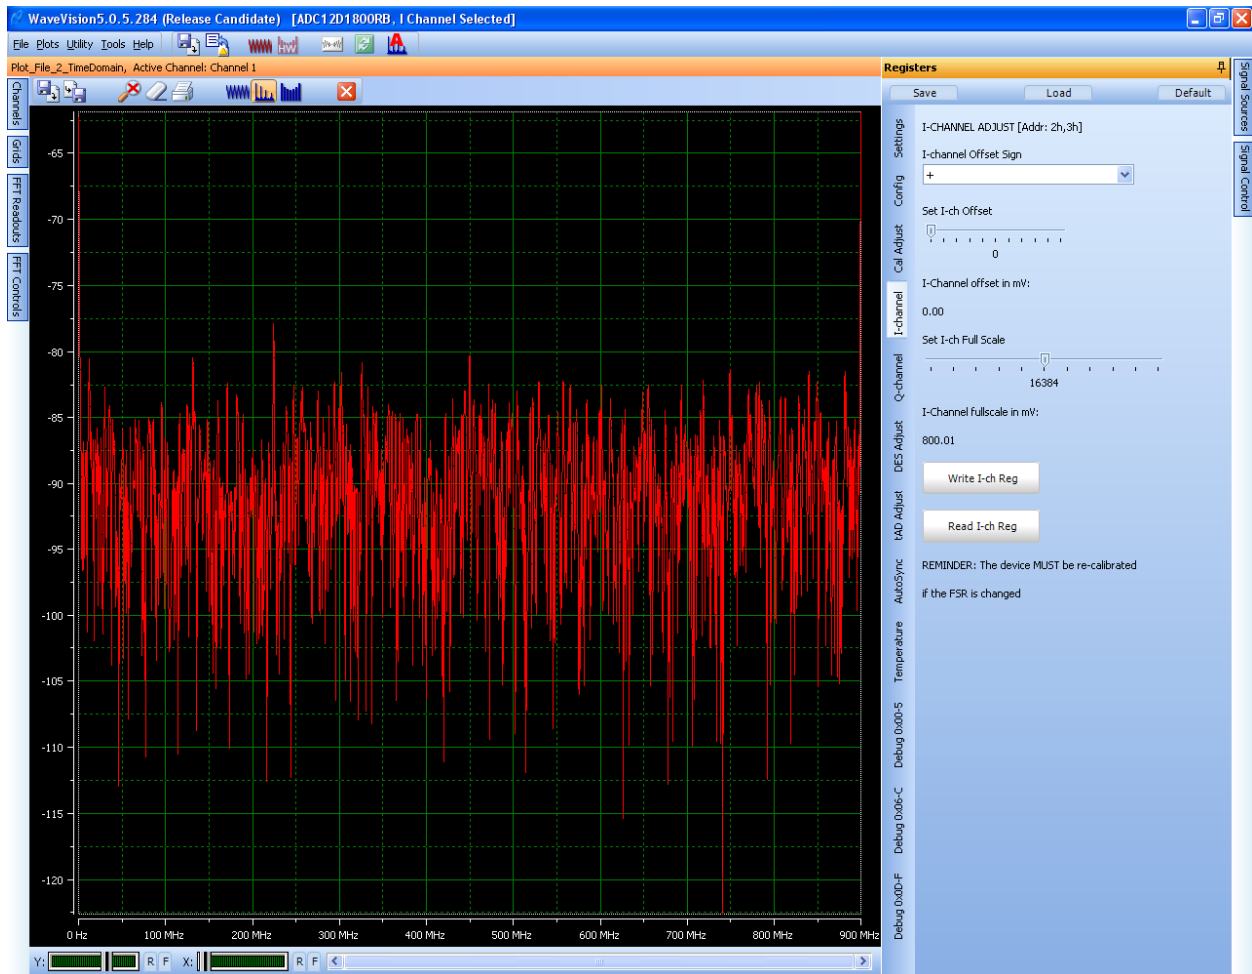 WaveVision5.0.5.284 (Release Candidate) [ADC12D1800RB, I Channel Selected]
File Plots Utility Tools Help
Plot_File_2_TimeDomain, Active Channel: Channel 1
Channels
Grids
FFT Readouts
FFT Controls
-65
-70
-75
-80
-85
-90
-95
-100
-105
-110
-115
-120
0 Hz 100 MHz 200 MHz 300 MHz 400 MHz 500 MHz 600 MHz 700 MHz 800 MHz 900 MHz
Y: R F X: R F
Registers
Save Load Default
Settings
Config
Cal Adjust
I-channel
Q-channel
DES Adjust
tAD Adjust
AutoSync
Temperature
Debug 0x00-5
Debug 0x06-C
Debug 0x0D-F
I-CHANNEL ADJUST [Addr: 2h,3h]
I-channel Offset Sign
+
Set I-ch Offset
0
I-Channel offset in mV:
0.00
Set I-ch Full Scale
16384
I-Channel fullscale in mV:
800.01
Write I-ch Reg
Read I-ch Reg
REMINDER: The device MUST be re-calibrated
if the FSR is changed
Signal Sources
Signal Control